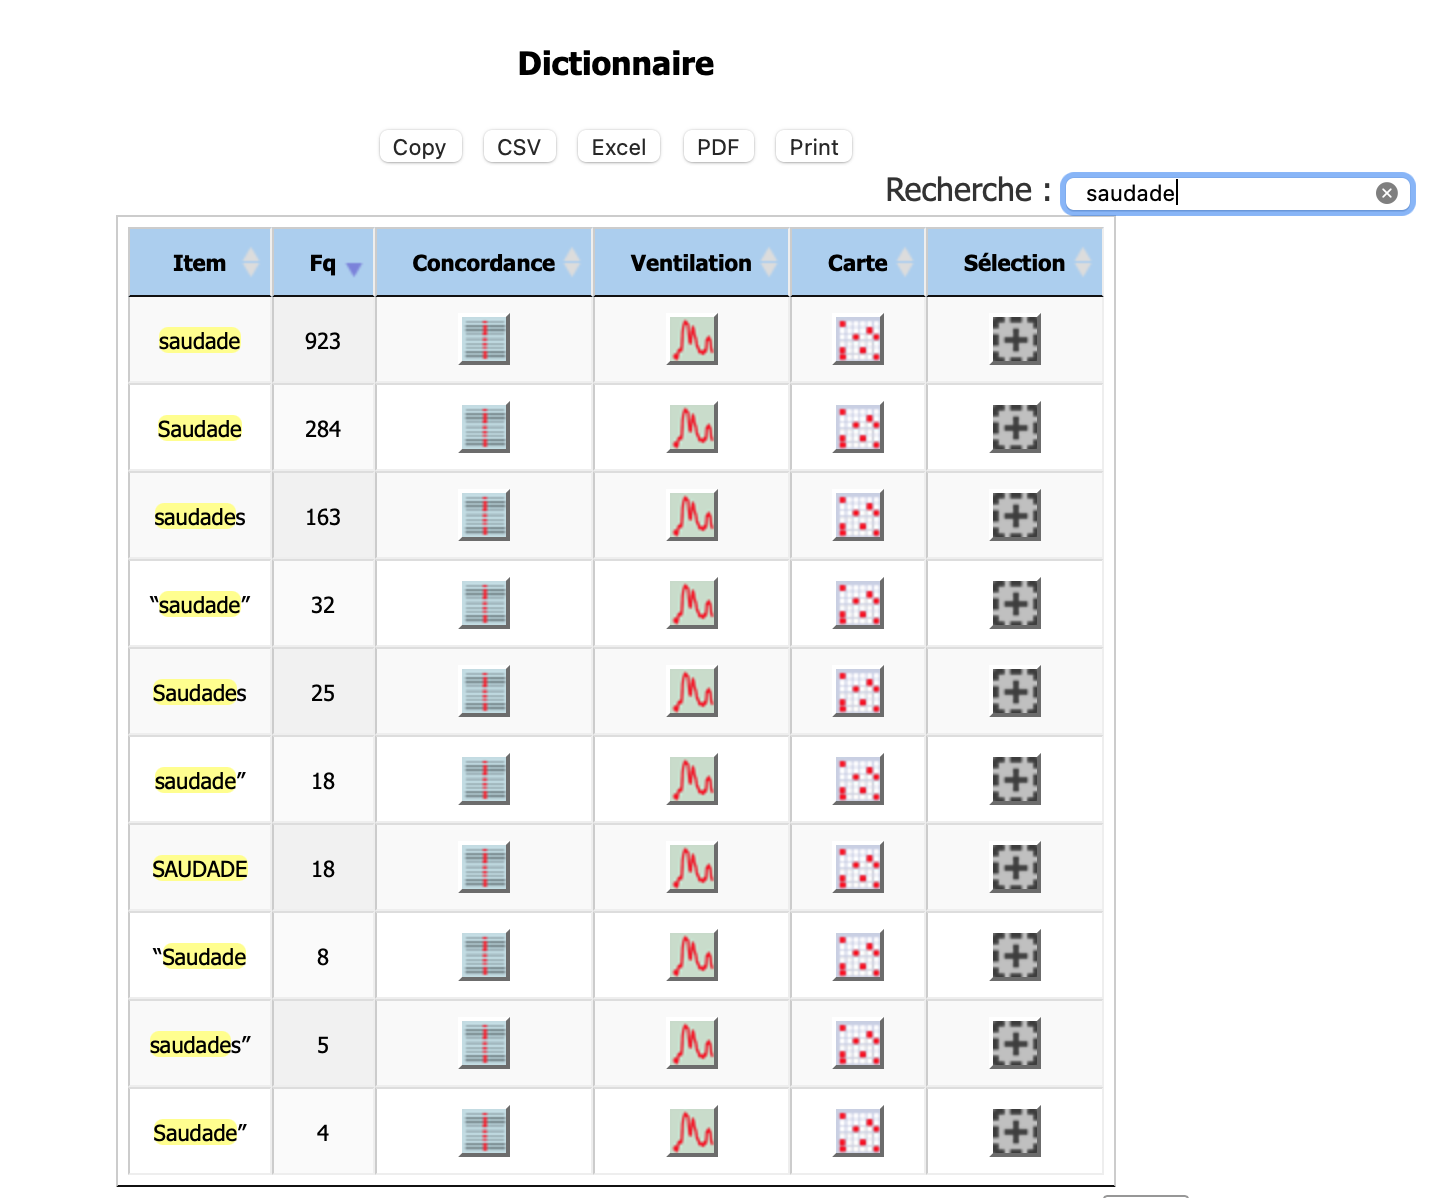 Dictionnaire
Copy CSV Excel PDF Print
Recherche : saudade
Item Fq Concordance Ventilation Carte Sélection
saudade 923
Saudade 284
saudades 163
“saudade” 32
Saudades 25
saudade” 18
SAUDADE 18
“Saudade 8
saudades” 5
Saudade” 4